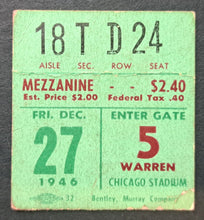 18 T D 24
AISLE SEC. ROW SEAT
MEZZANINE - $2.40
Est. Price $2.00 Federal Tax .40
FRI. DEC. ENTER GATE
27 5
WARREN
1946 CHICAGO STADIUM
32 Bentley, Murray Company